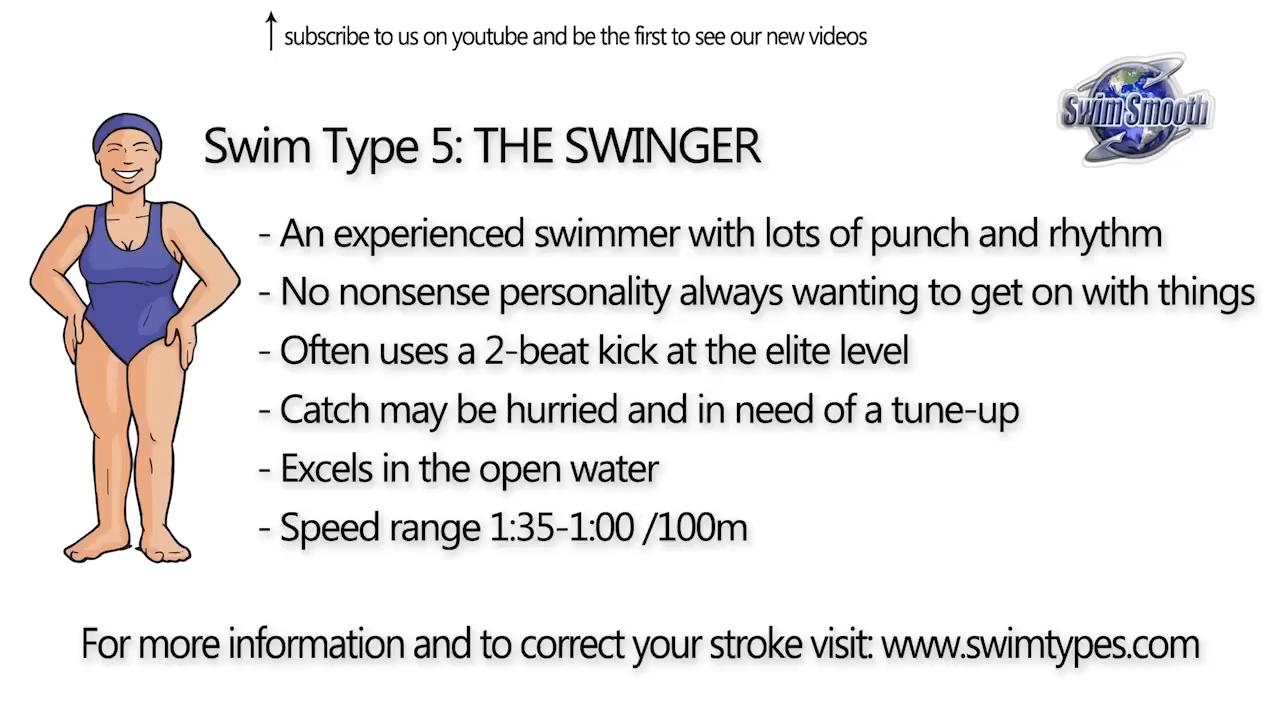 subscribe to us on youtube and be the first to see our new videos
SwimSmooth
Swim Type 5: THE SWINGER
- An experienced swimmer with lots of punch and rhythm
- No nonsense personality always wanting to get on with things
- Often uses a 2-beat kick at the elite level
- Catch may be hurried and in need of a tune-up
- Excels in the open water
- Speed range 1:35-1:00 /100m
For more information and to correct your stroke visit: www.swimtypes.com